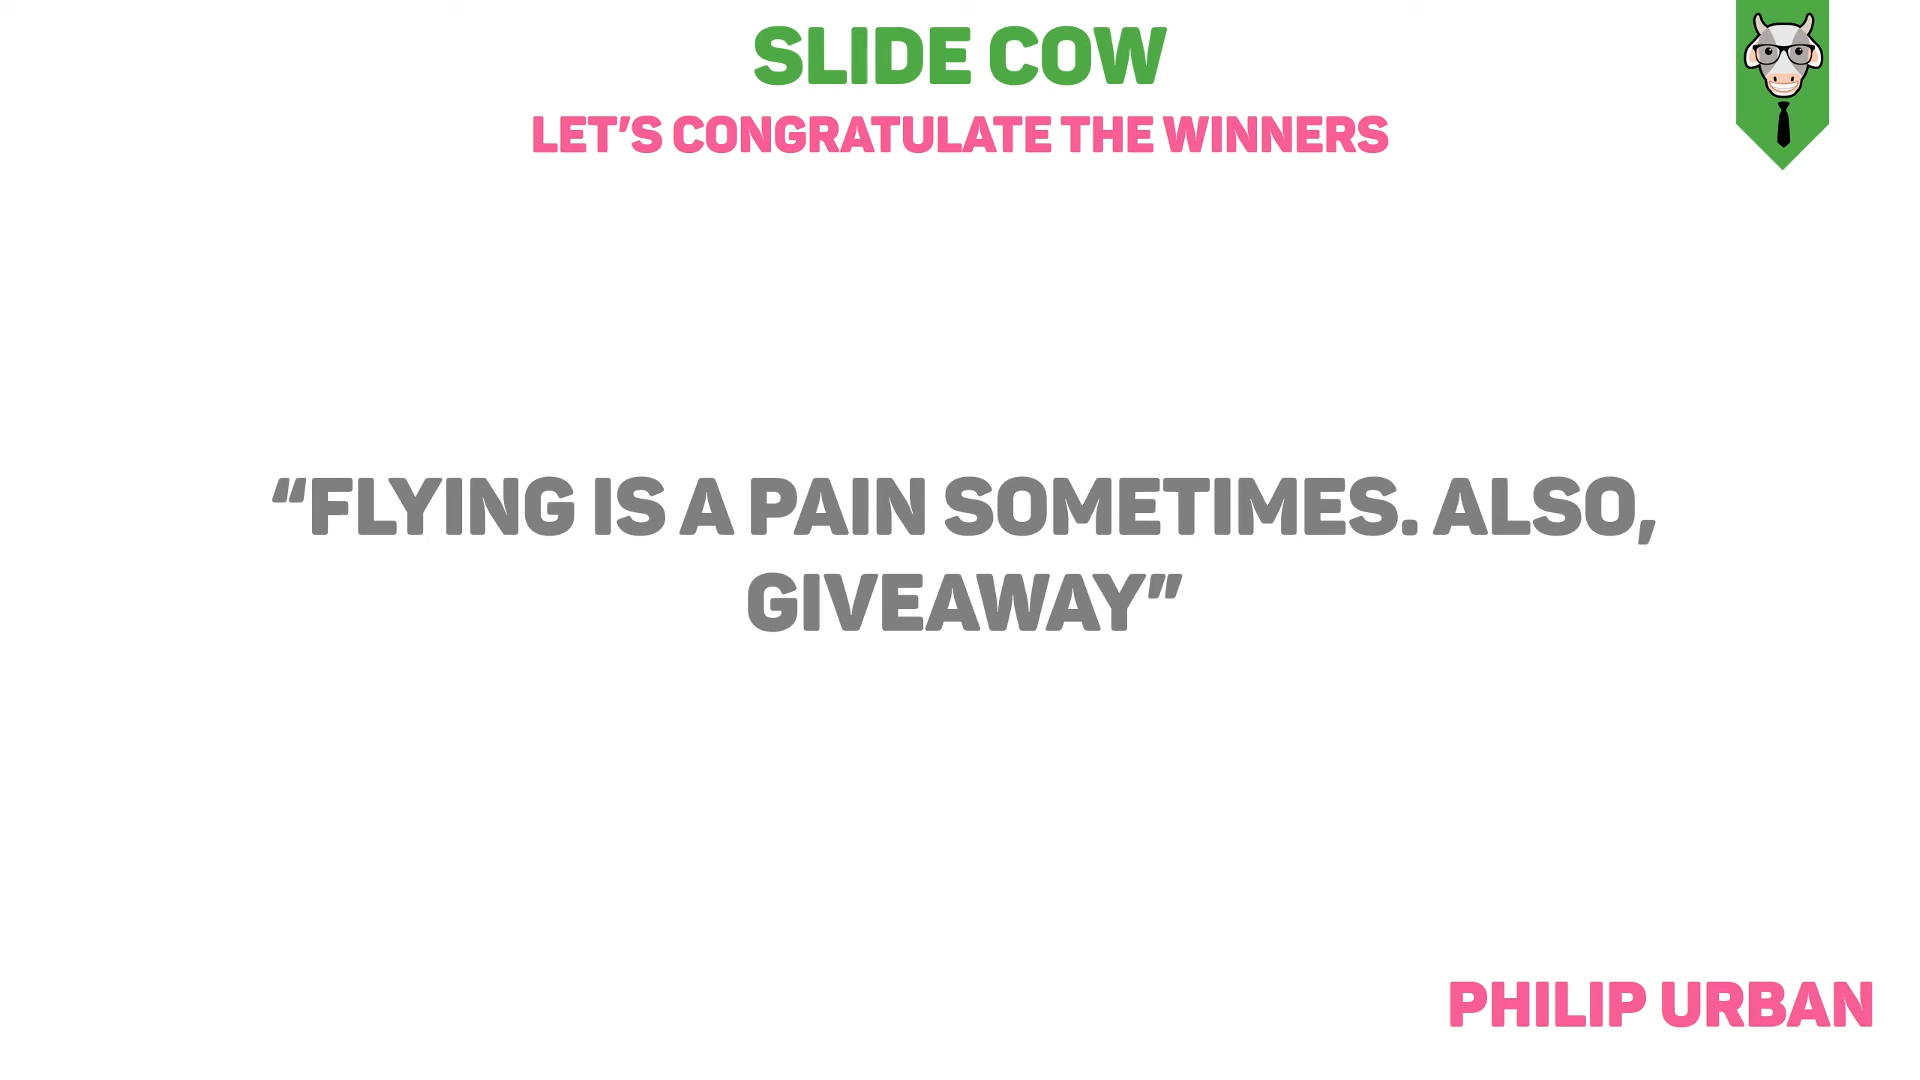 SLIDE COW
LET'S CONGRATULATE THE WINNERS
“FLYING IS A PAIN SOMETIMES. ALSO,
GIVEAWAY”
PHILIP URBAN